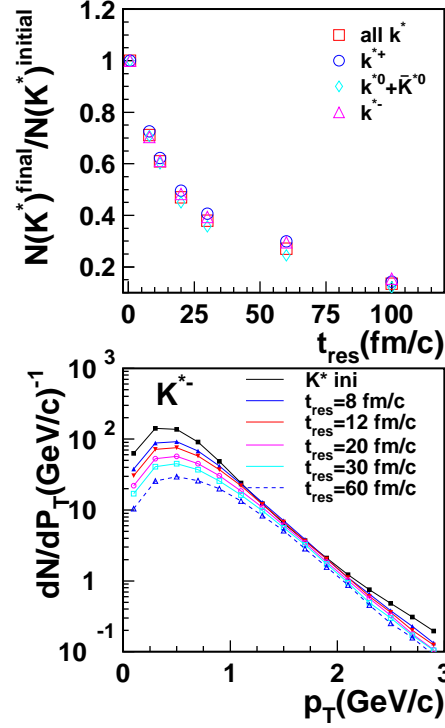 N(K*)final/N(K*)initial
1.2
1
0.8
0.6
0.4
0.2
all k*
k*+
k*0+K̄*0
k*-
0 25 50 75 100
tres(fm/c)
dN/dPT(GeV/c)-1
10 3
10 2
10
1
10 -1
K*-
K* ini
tres=8 fm/c
tres=12 fm/c
tres=20 fm/c
tres=30 fm/c
tres=60 fm/c
0 1 2 3
pT(GeV/c)